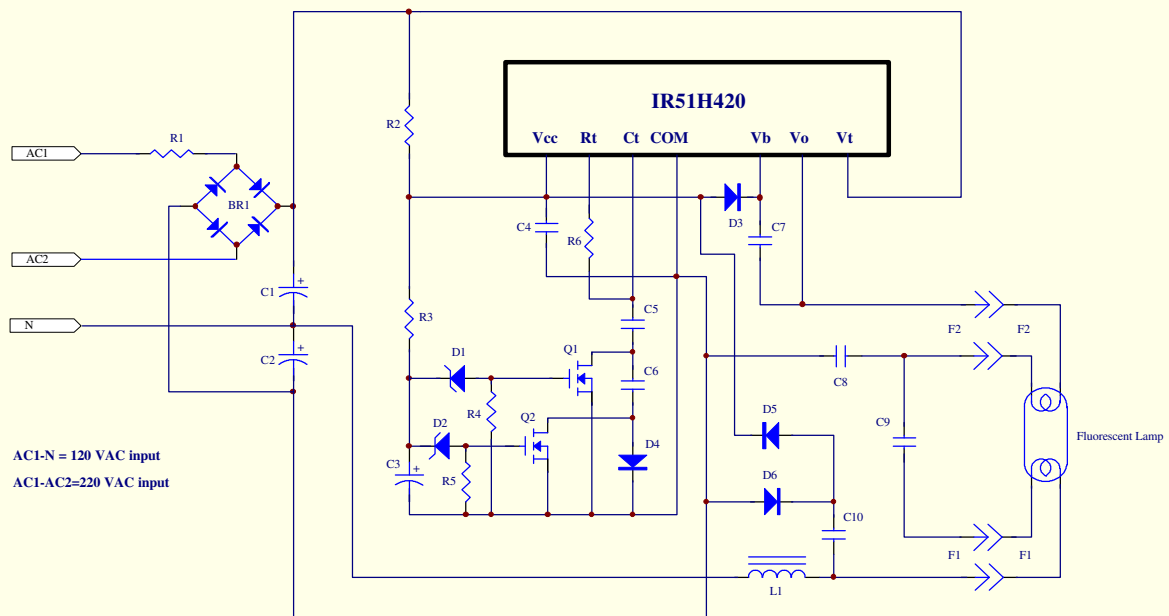 IR51H420
Vcc Rt Ct COM Vb Vo Vt
R1
R2
AC1
BR1
D3
C4
R6
C7
AC2
C1
N
R3
C5
F2 F2
C2
D1
Q1
C6
C8
R4
Q2
D2
D5
C9
Fluorescent Lamp
D4
AC1-N = 120 VAC input
C3
D6
AC1-AC2=220 VAC input
R5
C10
F1 F1
L1